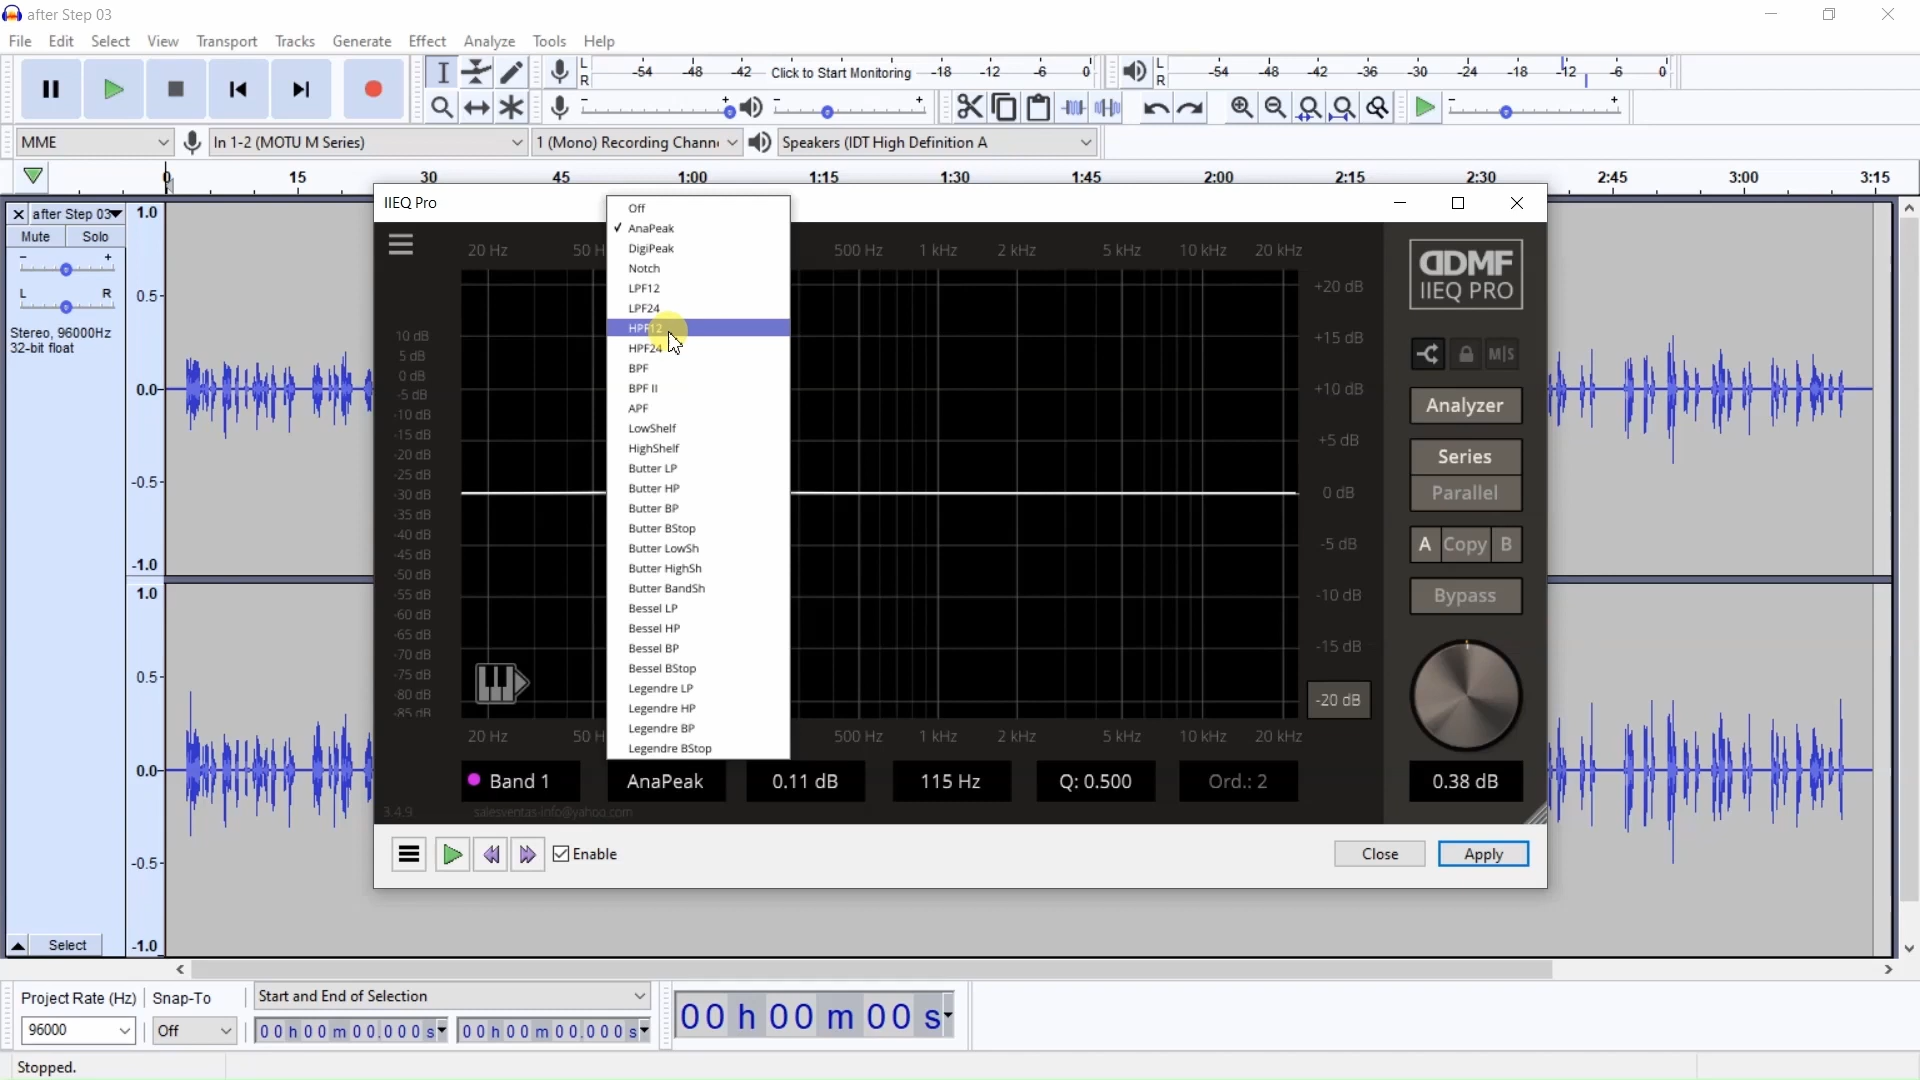 after Step 03
File Edit Select View Transport Tracks Generate Effect Analyze Tools Help
L R -54 -48 -42 Click to Start Monitoring -18 -12 -6 0
L R -54 -48 -42 -36 -30 -24 -18 -12 -6 0
- + - + - +
MME In 1-2 (MOTU M Series) 1 (Mono) Recording Chann Speakers (IDT High Definition A
0 15 30 45 1:00 1:15 1:30 1:45 2:00 2:15 2:30 2:45 3:00 3:15
after Step 03
Mute Solo
- +
L R
Stereo, 96000Hz
32-bit float
Select
1.0
0.5-
0.0-
-0.5-
-1.0
1.0
0.5-
0.0-
-0.5-
-1.0
IIEQ Pro
Off
AnaPeak
DigiPeak
Notch
LPF12
LPF24
HPF12
HPF24
BPF
BPF II
APF
LowShelf
HighShelf
Butter LP
Butter HP
Butter BP
Butter BStop
Butter LowSh
Butter HighSh
Butter BandSh
Bessel LP
Bessel HP
Bessel BP
Bessel BStop
Legendre LP
Legendre HP
Legendre BP
Legendre BStop
20 Hz 50 H 500 Hz 1 kHz 2 kHz 5 kHz 10 kHz 20 kHz
10 dB
5 dB
0 dB
-5 dB
-10 dB
-15 dB
-20 dB
-25 dB
-30 dB
-35 dB
-40 dB
-45 dB
-50 dB
-55 dB
-60 dB
-65 dB
-70 dB
-75 dB
-80 dB
-85 dB
+20 dB
+15 dB
+10 dB
+5 dB
0 dB
-5 dB
-10 dB
-15 dB
-20 dB
20 Hz 50 H 500 Hz 1 kHz 2 kHz 5 kHz 10 kHz 20 kHz
DDMF
IIEQ PRO
M|S
Analyzer
Series
Parallel
A Copy B
Bypass
Band 1 AnaPeak 0.11 dB 115 Hz Q: 0.500 Ord.: 2 0.38 dB
3.4.9 salesventas-info@yahoo.com
Enable Close Apply
Project Rate (Hz) Snap-To Start and End of Selection
96000 Off 00h00m00.000s 00h00m00.000s 00h00m00s
Stopped.